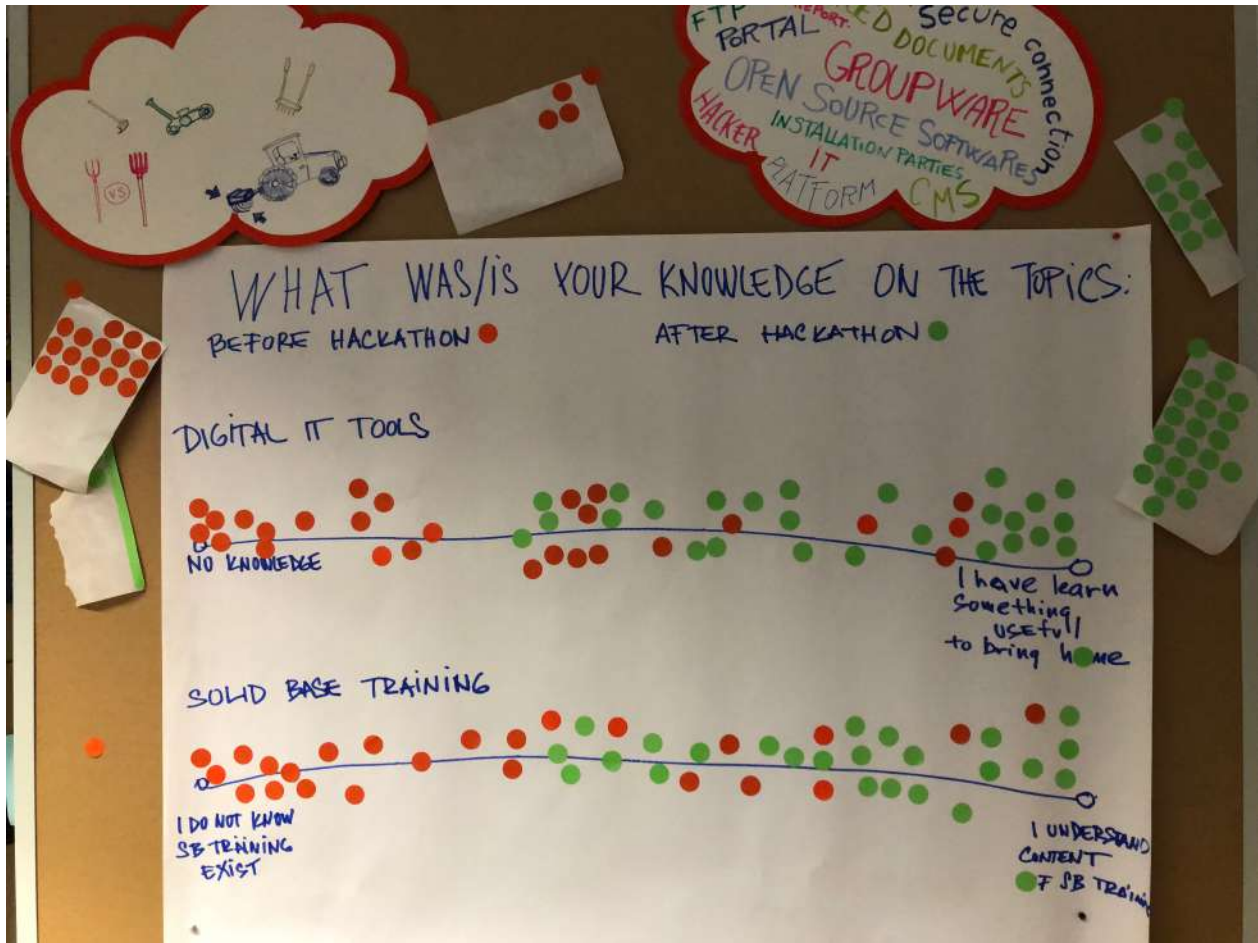 VS
FTP
REPORT.
PORTAL
DOCUMENTS
Secure connection
GROUPWARE
OPEN SOURCE SOFTWARES
HACKER
INSTALLATION PARTIES
IT
PLATFORM
CMS
WHAT WAS/IS YOUR KNOWLEDGE ON THE TOPICS:
BEFORE HACKATHON
AFTER HACKATHON
DIGITAL IT TOOLS
NO KNOWLEDGE
I have learn
something
usefull
to bring home
SOLID BASE TRAINING
I DO NOT KNOW
SB TRAINING
EXIST
I UNDERSTAND
CONTENT
OF SB TRAINING